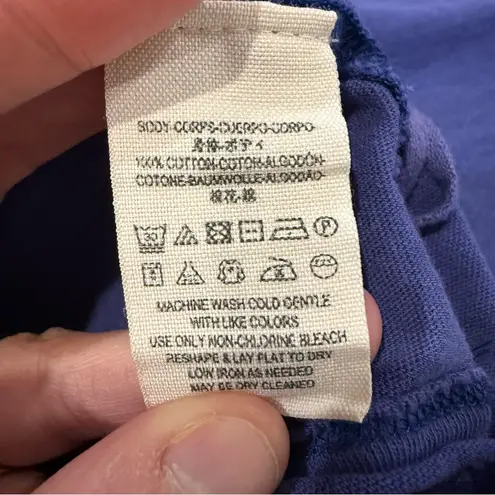 BODY-CORPS-CUERPO-CORPO-
身体-ボディ
100% COTTON-COTON-ALGODÓN-
COTONE-BAUMWOLLE-ALGODÃO-
棉花-綿
30 P
MACHINE WASH COLD GENTLE
WITH LIKE COLORS
USE ONLY NON-CHLORINE BLEACH
RESHAPE & LAY FLAT TO DRY
LOW IRON AS NEEDED
MAY BE DRY CLEANED